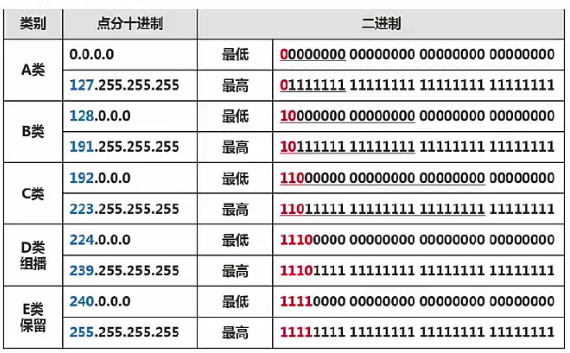 类别 点分十进制 二进制
A类 0.0.0.0 最低 00000000 00000000 00000000 00000000
127.255.255.255 最高 01111111 11111111 11111111 11111111
B类 128.0.0.0 最低 10000000 00000000 00000000 00000000
191.255.255.255 最高 10111111 11111111 11111111 11111111
C类 192.0.0.0 最低 11000000 00000000 00000000 00000000
223.255.255.255 最高 11011111 11111111 11111111 11111111
D类 组播 224.0.0.0 最低 11100000 00000000 00000000 00000000
239.255.255.255 最高 11101111 11111111 11111111 11111111
E类 保留 240.0.0.0 最低 11110000 00000000 00000000 00000000
255.255.255.255 最高 11111111 11111111 11111111 11111111